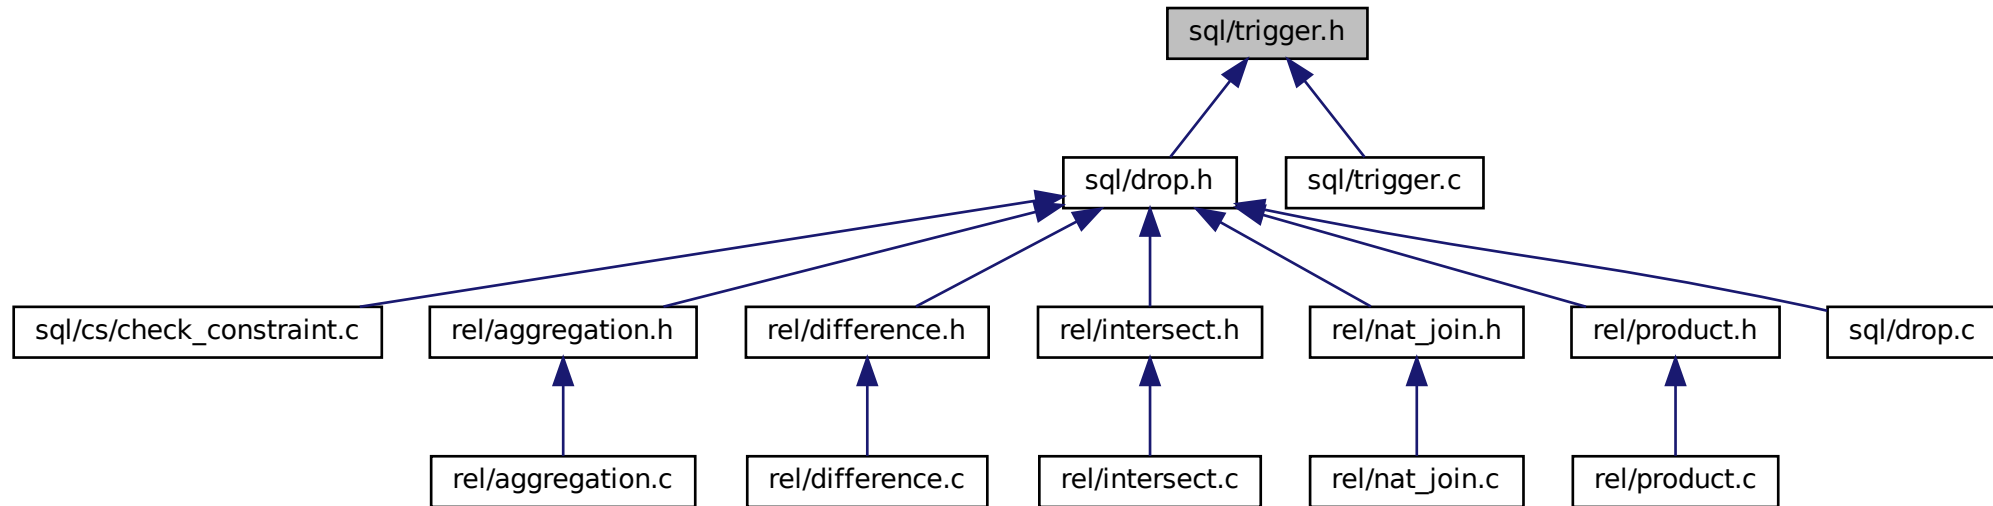 sql/trigger.h
sql/drop.h
sql/trigger.c
sql/cs/check_constraint.c
rel/aggregation.h
rel/difference.h
rel/intersect.h
rel/nat_join.h
rel/product.h
sql/drop.c
rel/aggregation.c
rel/difference.c
rel/intersect.c
rel/nat_join.c
rel/product.c